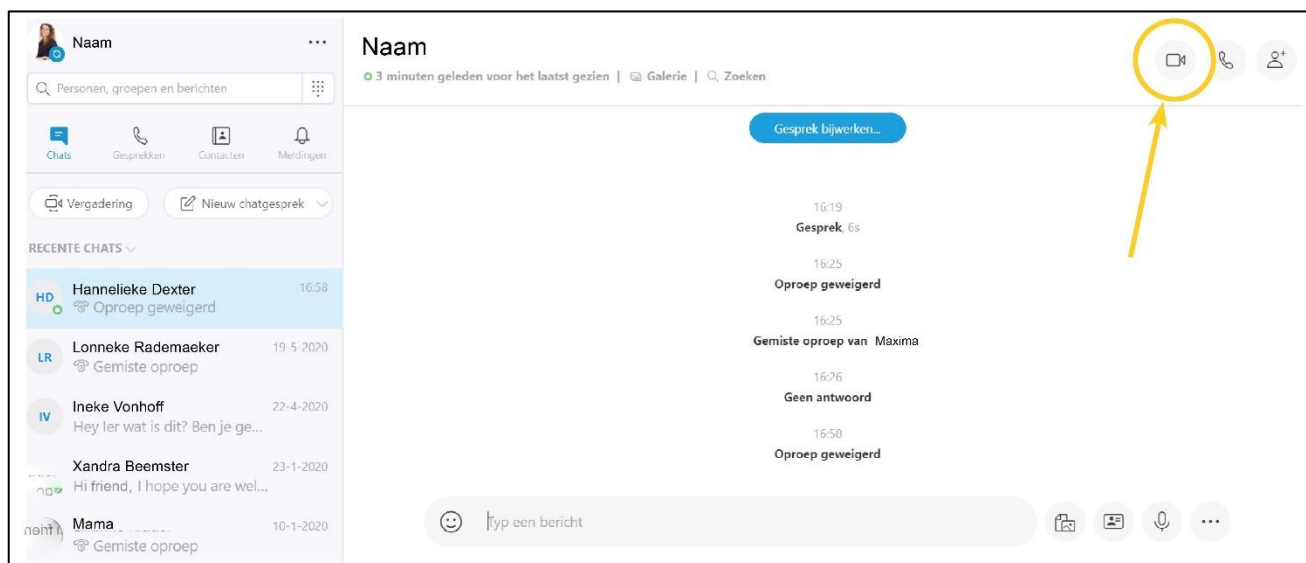 Naam
Personen, groepen en berichten
Chats Gesprekken Contacten Meldingen
Vergadering Nieuw chatgesprek
RECENTE CHATS
HD Hannelieke Dexter 16:58
Oproep geweigerd
LR Lonneke Rademaeker 19-5-2020
Gemiste oproep
IV Ineke Vonhoff 22-4-2020
Hey Ier wat is dit? Ben je ge...
Xandra Beemster 23-1-2020
Hi friend, I hope you are wel...
Mama 10-1-2020
Gemiste oproep
Naam
3 minuten geleden voor het laatst gezien | Galerie | Zoeken
Gesprek bijwerken...
16:19
Gesprek, 6s
16:25
Oproep geweigerd
16:25
Gemiste oproep van Maxima
16:26
Geen antwoord
16:58
Oproep geweigerd
Typ een bericht